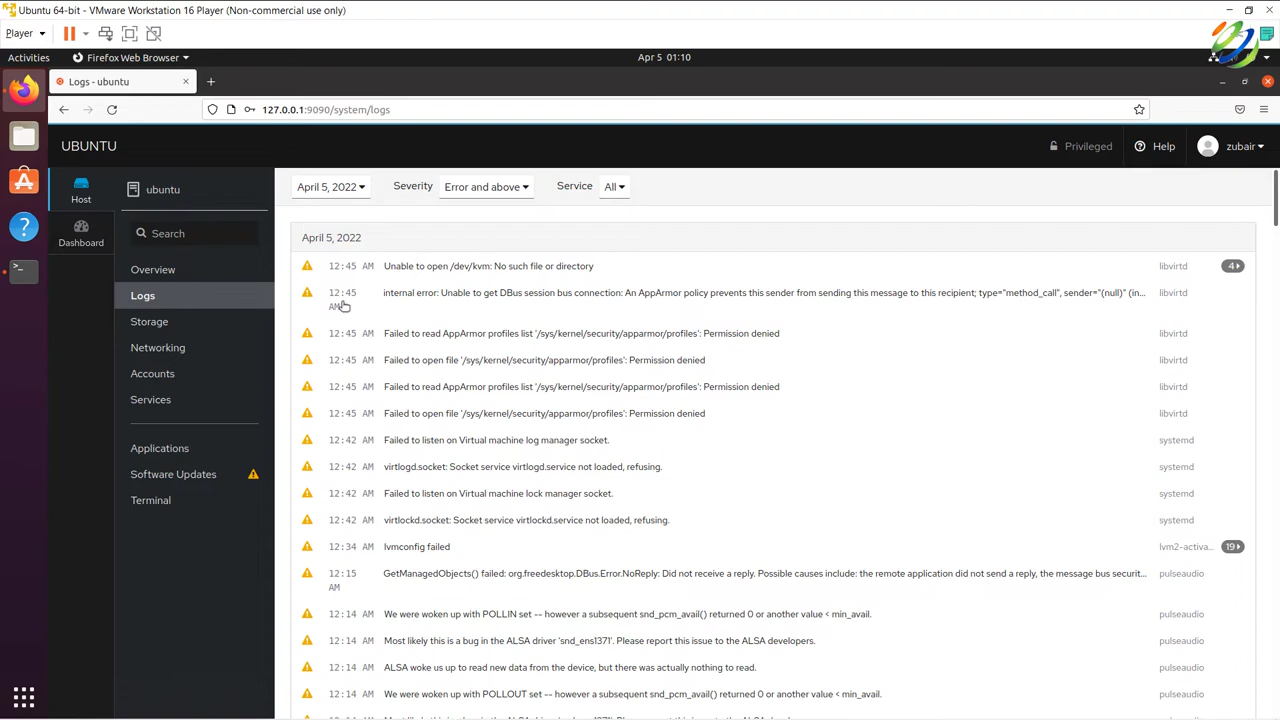 Ubuntu 64-bit - VMware Workstation 16 Player (Non-commercial use only)
Player
Activities
Firefox Web Browser
Apr 5 01:10
Logs - ubuntu
127.0.0.1:9090/system/logs
UBUNTU
Privileged
Help
zubair
Host
Dashboard
ubuntu
Search
Overview
Logs
Storage
Networking
Accounts
Services
Applications
Software Updates
Terminal
April 5, 2022
Severity
Error and above
Service
All
April 5, 2022
12:45 AM Unable to open /dev/kvm: No such file or directory libvirtd 4
12:45 AM internal error: Unable to get DBus session bus connection: An AppArmor policy prevents this sender from sending this message to this recipient; type="method_call", sender="(null)" (in... libvirtd
12:45 AM Failed to read AppArmor profiles list '/sys/kernel/security/apparmor/profiles': Permission denied libvirtd
12:45 AM Failed to open file '/sys/kernel/security/apparmor/profiles': Permission denied libvirtd
12:45 AM Failed to read AppArmor profiles list '/sys/kernel/security/apparmor/profiles': Permission denied libvirtd
12:45 AM Failed to open file '/sys/kernel/security/apparmor/profiles': Permission denied libvirtd
12:42 AM Failed to listen on Virtual machine log manager socket. systemd
12:42 AM virtlogd.socket: Socket service virtlogd.service not loaded, refusing. systemd
12:42 AM Failed to listen on Virtual machine lock manager socket. systemd
12:42 AM virtlockd.socket: Socket service virtlockd.service not loaded, refusing. systemd
12:34 AM lvmconfig failed lvm2-activa... 19
12:15 AM GetManagedObjects() failed: org.freedesktop.DBus.Error.NoReply: Did not receive a reply. Possible causes include: the remote application did not send a reply, the message bus securit... pulseaudio
12:14 AM We were woken up with POLLIN set -- however a subsequent snd_pcm_avail() returned 0 or another value < min_avail. pulseaudio
12:14 AM Most likely this is a bug in the ALSA driver 'snd_ens1371'. Please report this issue to the ALSA developers. pulseaudio
12:14 AM ALSA woke us up to read new data from the device, but there was actually nothing to read. pulseaudio
12:14 AM We were woken up with POLLOUT set -- however a subsequent snd_pcm_avail() returned 0 or another value < min_avail. pulseaudio